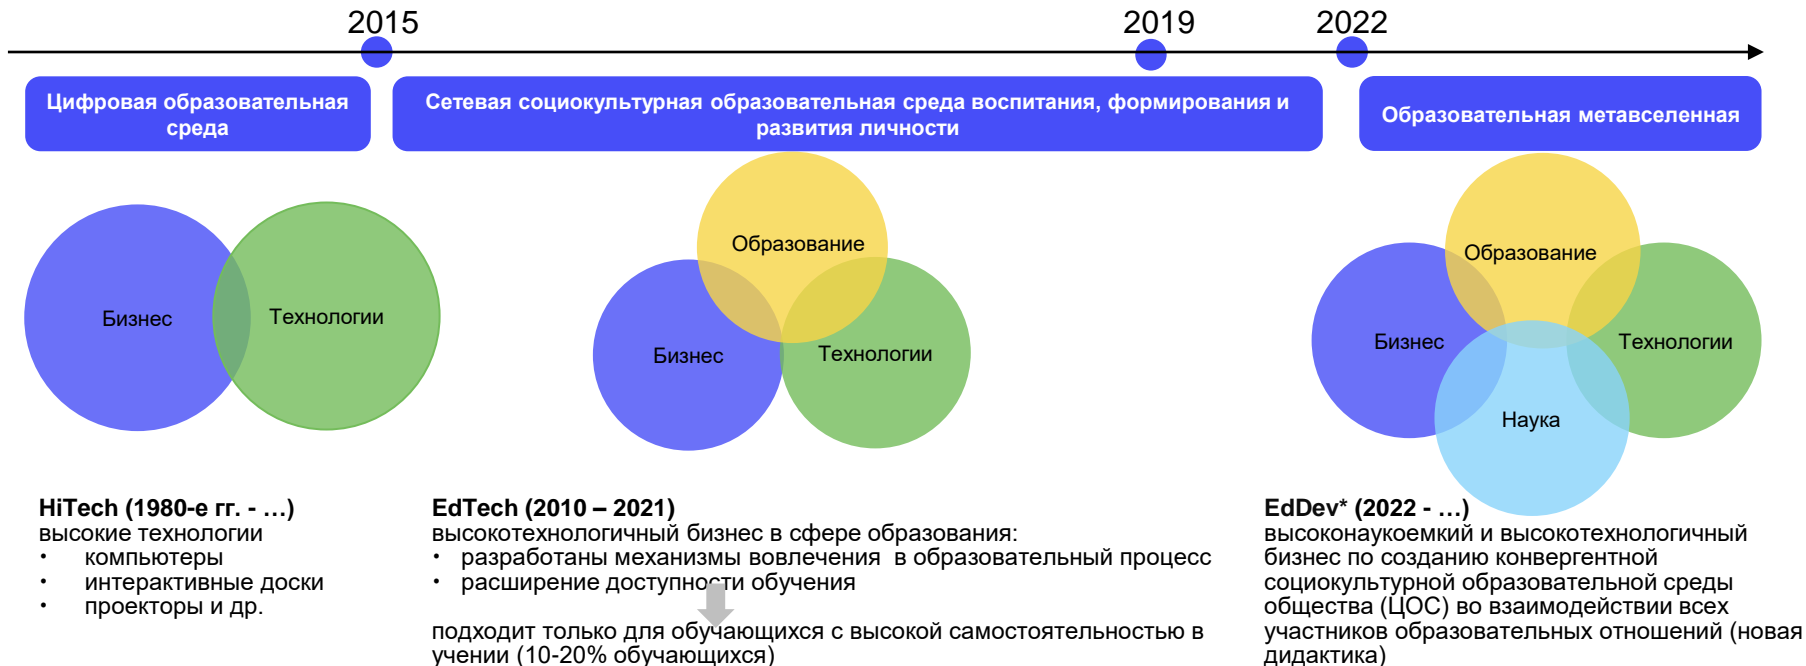 2015
2019
2022
Цифровая образовательная
среда
Сетевая социокультурная образовательная среда воспитания, формирования и
развития личности
Образовательная метавселенная
Бизнес
Технологии
Образование
Бизнес
Технологии
Образование
Бизнес
Технологии
Наука
HiTech (1980-е гг. - …)
высокие технологии
• компьютеры
• интерактивные доски
• проекторы и др.
EdTech (2010 – 2021)
высокотехнологичный бизнес в сфере образования:
• разработаны механизмы вовлечения в образовательный процесс
• расширение доступности обучения
подходит только для обучающихся с высокой самостоятельностью в
учении (10-20% обучающихся)
EdDev* (2022 - …)
высоконаукоемкий и высокотехнологичный
бизнес по созданию конвергентной
социокультурной образовательной среды
общества (ЦОС) во взаимодействии всех
участников образовательных отношений (новая
дидактика)